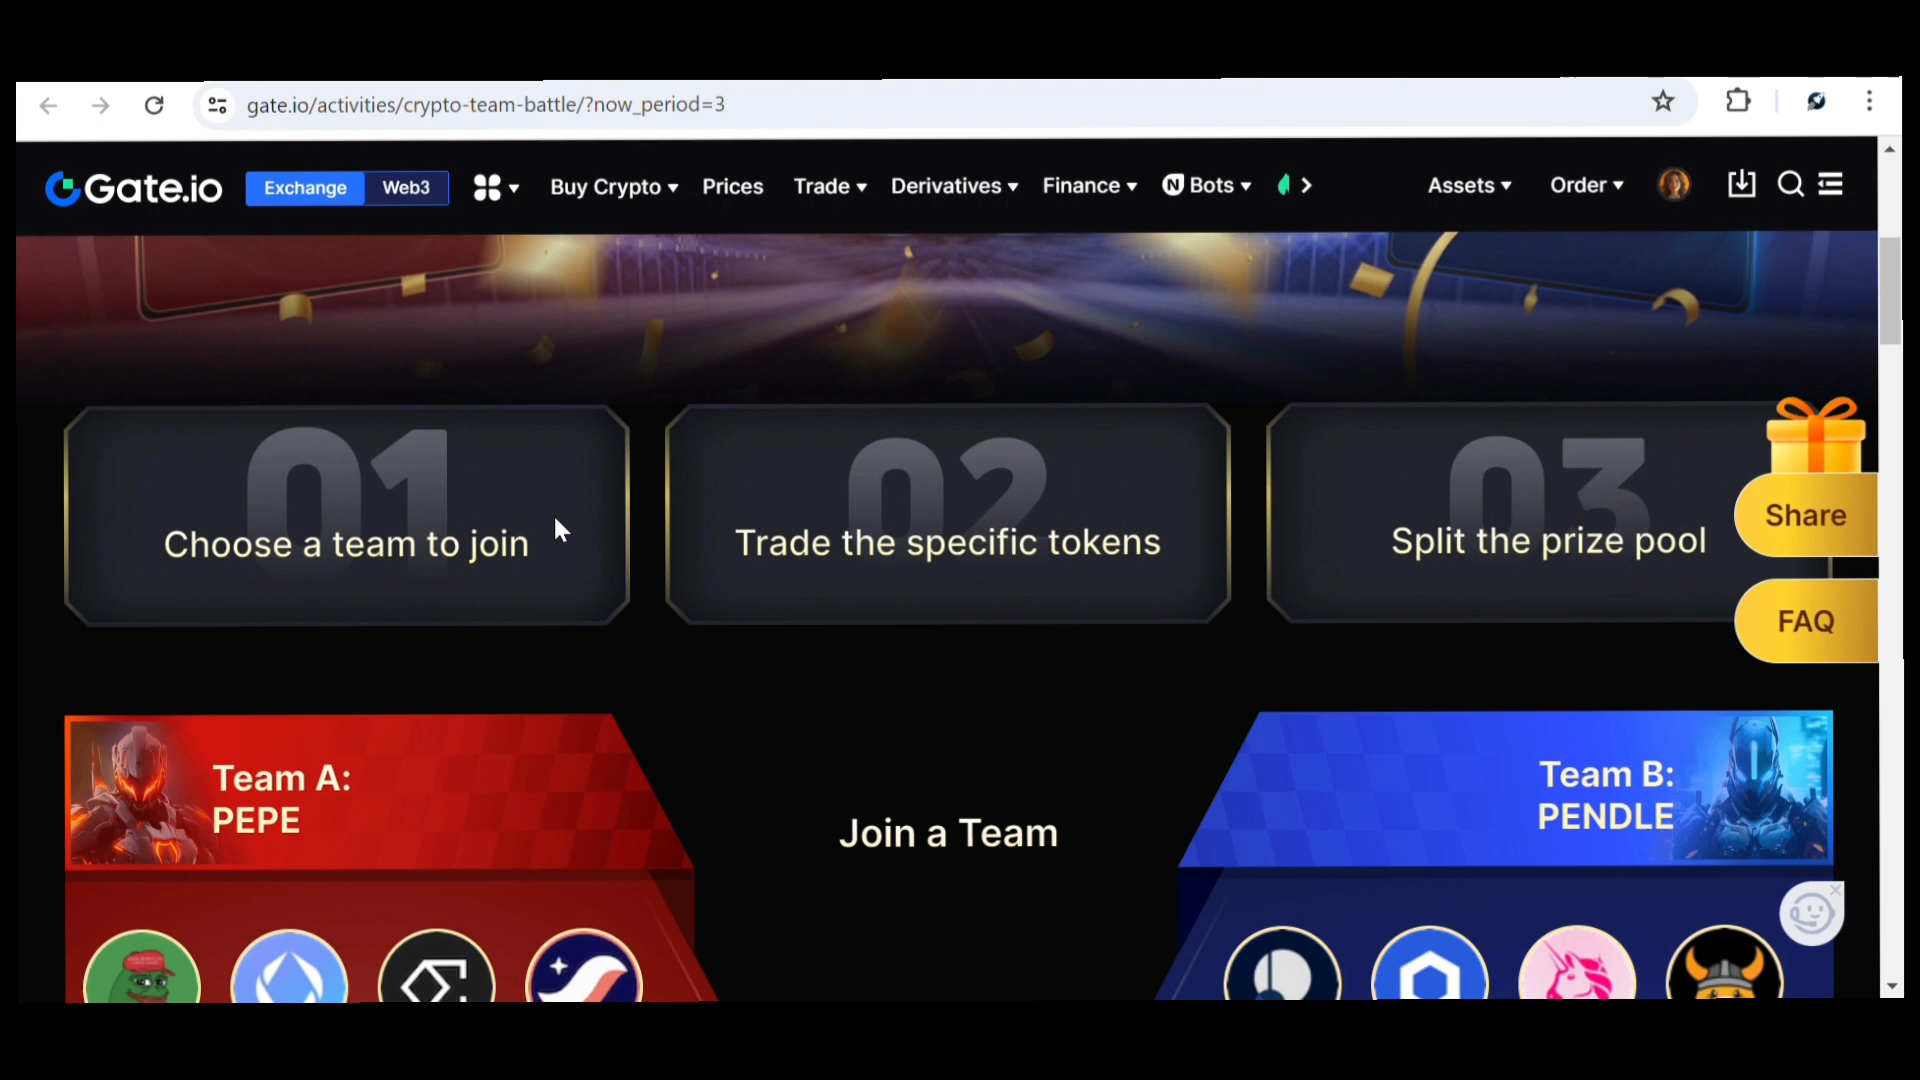 gate.io/activities/crypto-team-battle/?now_period=3
Gate.io Exchange Web3 Buy Crypto Prices Trade Derivatives Finance Bots Assets Order
01 02 03
Choose a team to join Trade the specific tokens Split the prize pool
Share
FAQ
Team A:
PEPE
Join a Team
Team B:
PENDLE